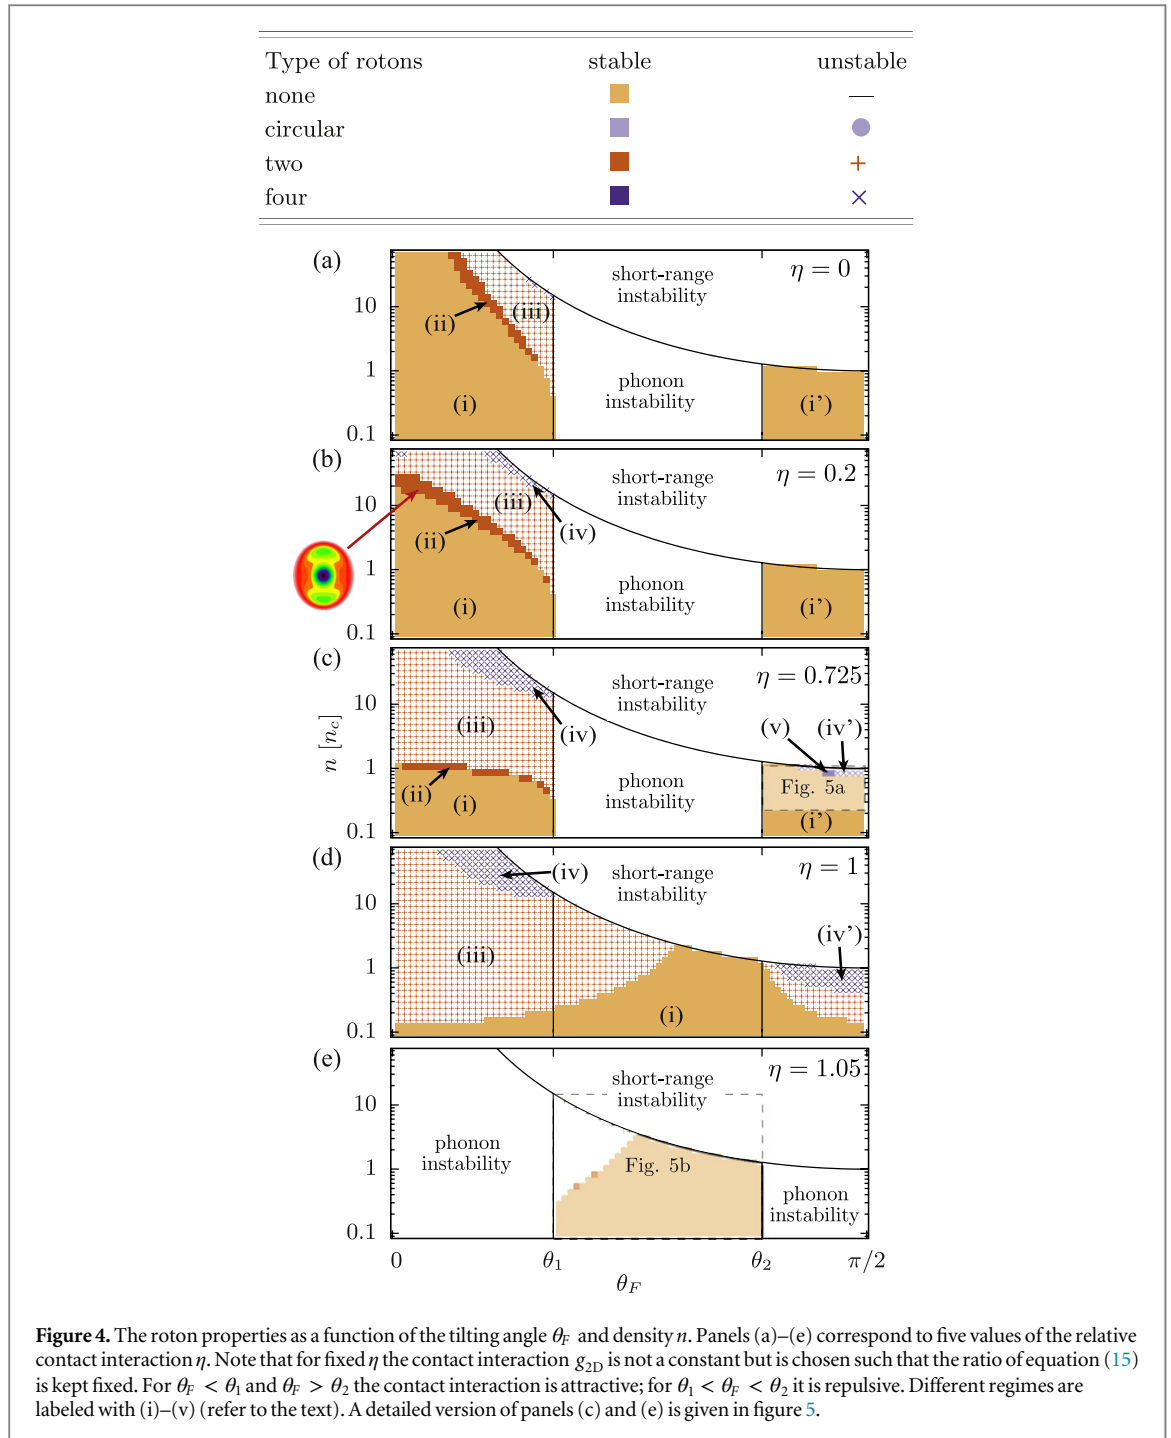 Type of rotons stable unstable
none —
circular
two +
four ×
(a)
short-range
instability
η = 0
10
(ii)
(iii)
1
phonon
instability
(i)
(i’)
0.1
(b)
short-range
instability
η = 0.2
10
(iii)
(ii)
(iv)
1
phonon
instability
(i)
(i’)
0.1
(c)
short-range
instability
η = 0.725
10
(iii)
(iv)
(v)
(iv’)
n [n_c]
1
phonon
instability
Fig. 5a
(ii)
(i)
(i’)
0.1
(d)
(iv)
short-range
instability
η = 1
10
(iv’)
(iii)
1
(i)
0.1
(e)
short-range
instability
η = 1.05
10
phonon
instability
Fig. 5b
1
phonon
instability
0.1
0 θ₁ θ₂ π/2
θ_F
Figure 4. The roton properties as a function of the tilting angle θ_F and density n. Panels (a)–(e) correspond to five values of the relative
contact interaction η. Note that for fixed η the contact interaction g_2D is not a constant but is chosen such that the ratio of equation (15)
is kept fixed. For θ_F < θ₁ and θ_F > θ₂ the contact interaction is attractive; for θ₁ < θ_F < θ₂ it is repulsive. Different regimes are
labeled with (i)–(v) (refer to the text). A detailed version of panels (c) and (e) is given in figure 5.